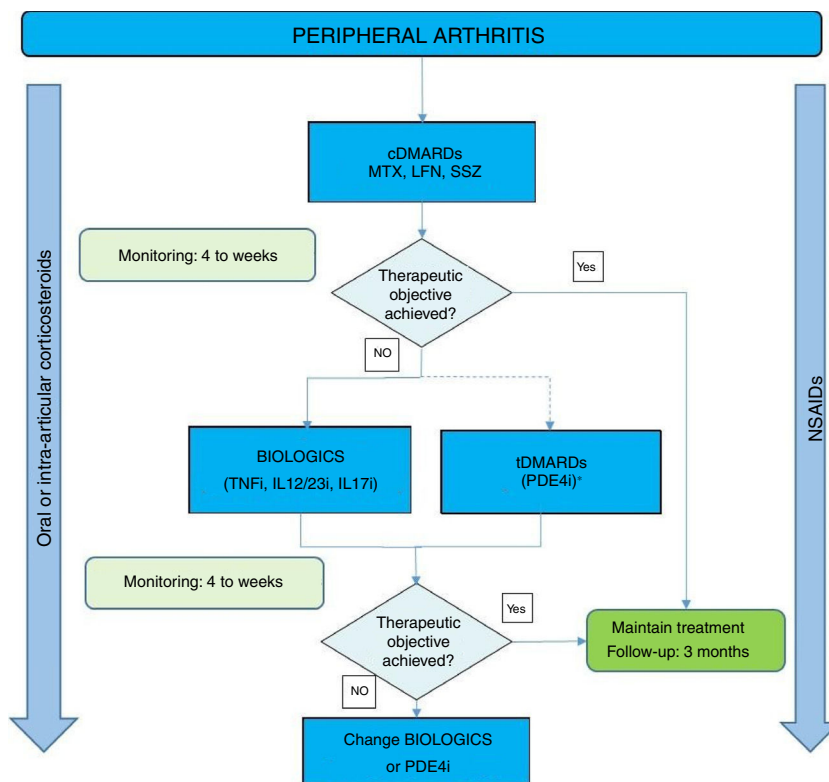 PERIPHERAL ARTHRITIS
Oral or intra-articular corticosteroids
NSAIDs
cDMARDs
MTX, LFN, SSZ
Monitoring: 4 to weeks
Therapeutic
objective
achieved?
Yes
NO
BIOLOGICS
(TNFi, IL12/23i, IL17i)
tDMARDs
(PDE4i)*
Monitoring: 4 to weeks
Therapeutic
objective
achieved?
Yes
Maintain treatment
Follow-up: 3 months
NO
Change BIOLOGICS
or PDE4i